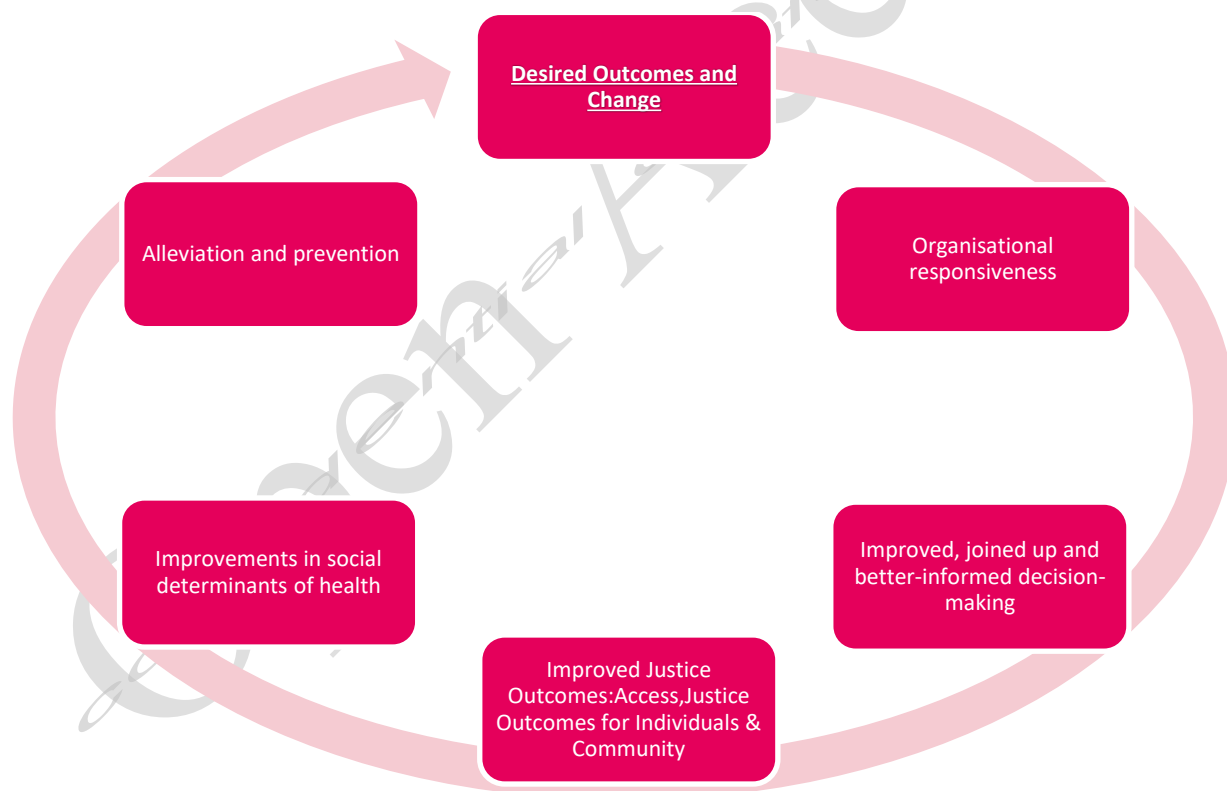 Desired Outcomes and
Change
Organisational
responsiveness
Improved, joined up and
better-informed decision-
making
Improved Justice
Outcomes:Access,Justice
Outcomes for Individuals &
Community
Improvements in social
determinants of health
Alleviation and prevention